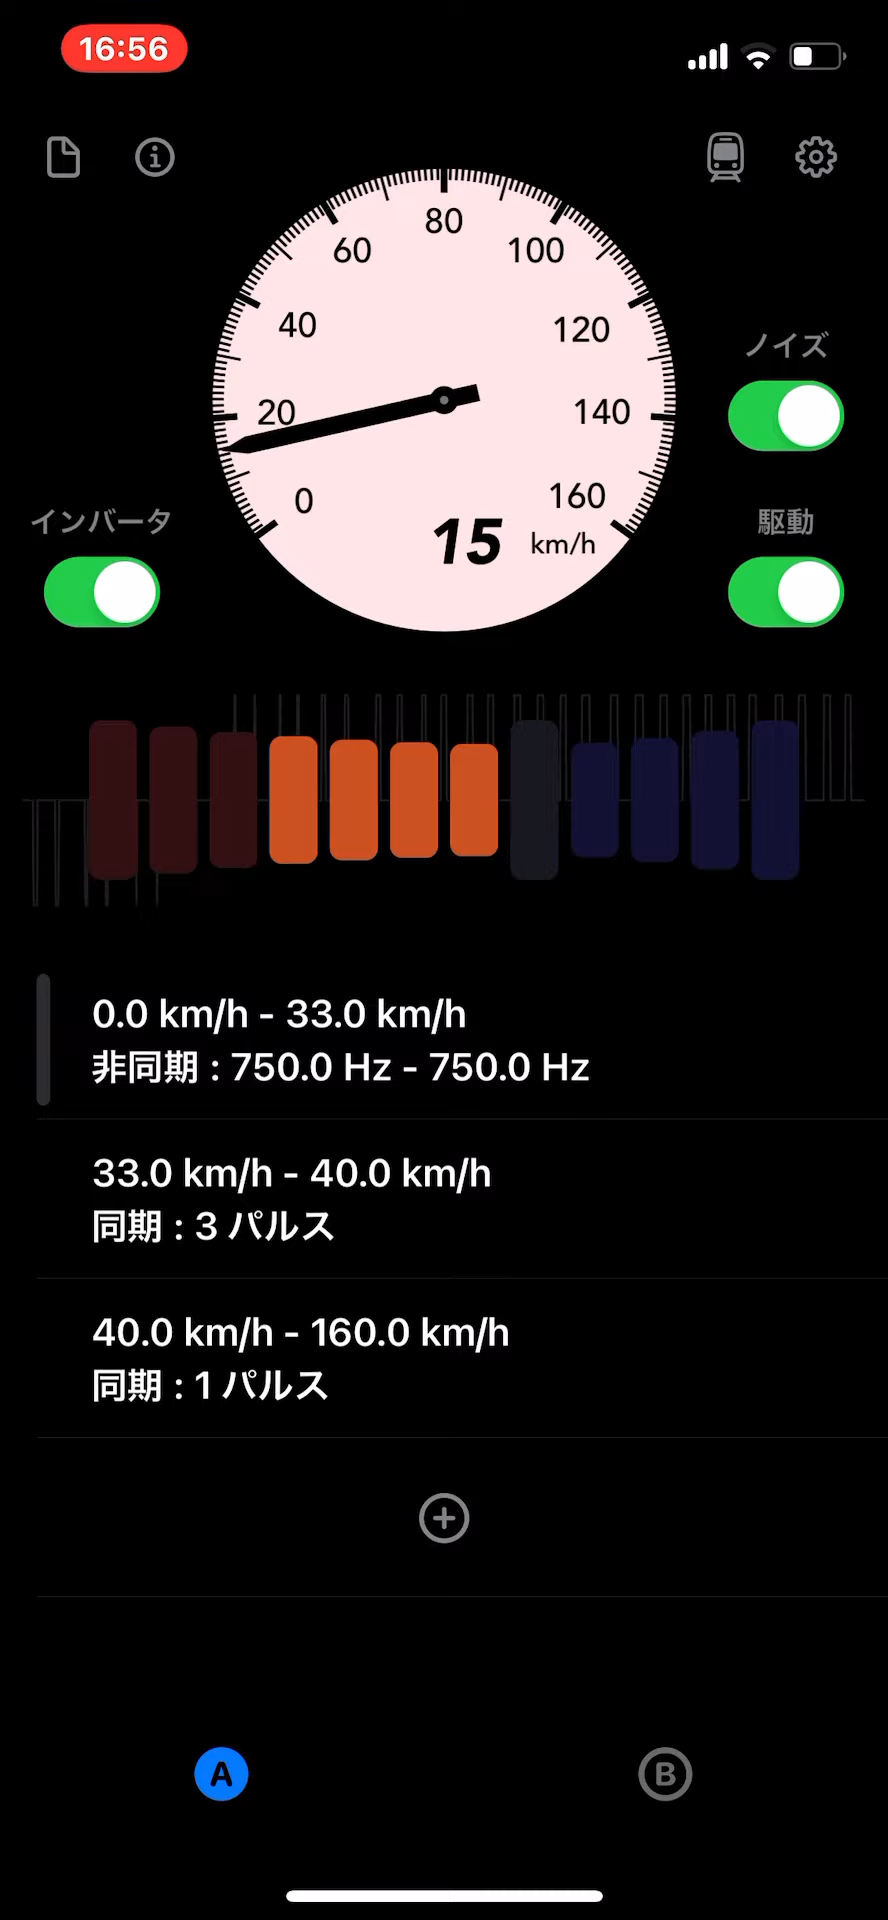 16:56
80
60
100
40
120
20
140
0
160
15 km/h
ノイズ
インバータ
駆動
0.0 km/h - 33.0 km/h
非同期 : 750.0 Hz - 750.0 Hz
33.0 km/h - 40.0 km/h
同期 : 3 パルス
40.0 km/h - 160.0 km/h
同期 : 1 パルス
A
B